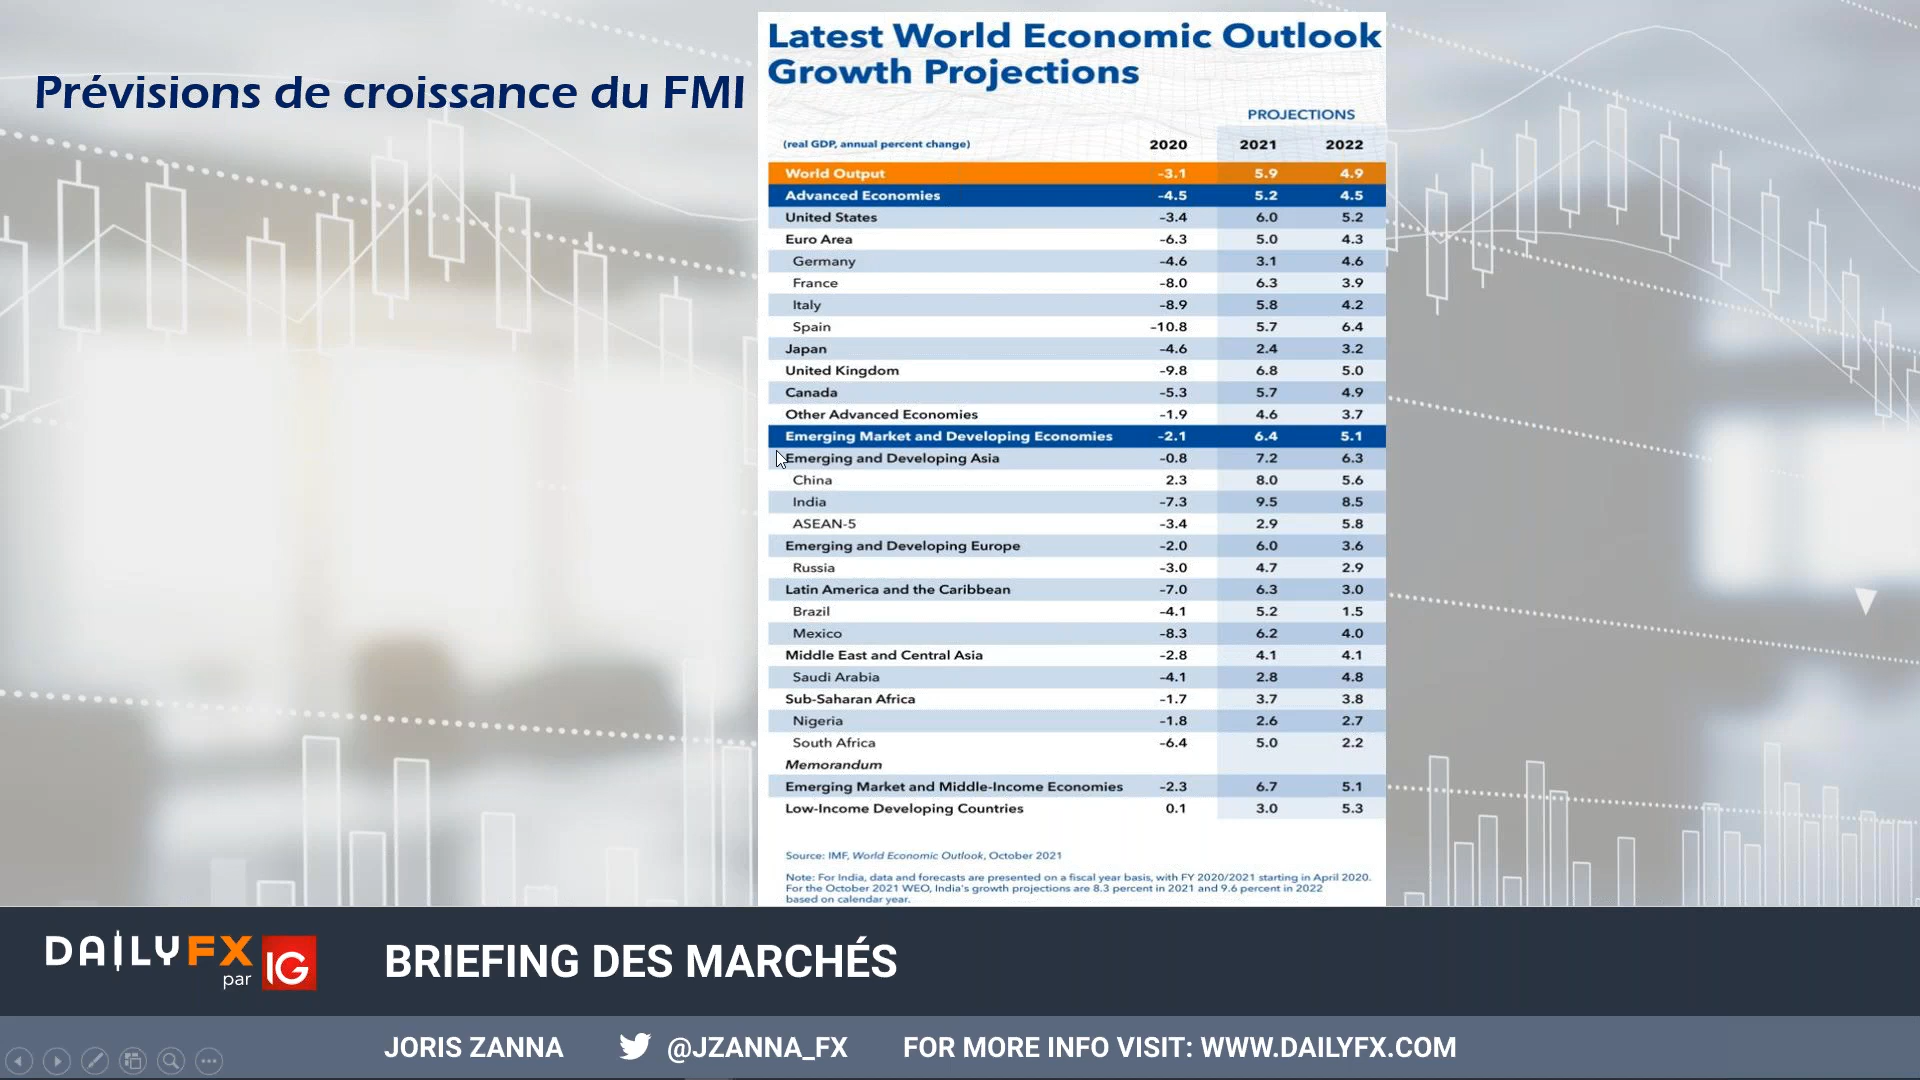 Prévisions de croissance du FMI
Latest World Economic Outlook
Growth Projections
PROJECTIONS
(real GDP, annual percent change) 2020 2021 2022
World Output –3.1 5.9 4.9
Advanced Economies –4.5 5.2 4.5
United States –3.4 6.0 5.2
Euro Area –6.3 5.0 4.3
Germany –4.6 3.1 4.6
France –8.0 6.3 3.9
Italy –8.9 5.8 4.2
Spain –10.8 5.7 6.4
Japan –4.6 2.4 3.2
United Kingdom –9.8 6.8 5.0
Canada –5.3 5.7 4.9
Other Advanced Economies –1.9 4.6 3.7
Emerging Market and Developing Economies –2.1 6.4 5.1
Emerging and Developing Asia –0.8 7.2 6.3
China 2.3 8.0 5.6
India –7.3 9.5 8.5
ASEAN-5 –3.4 2.9 5.8
Emerging and Developing Europe –2.0 6.0 3.6
Russia –3.0 4.7 2.9
Latin America and the Caribbean –7.0 6.3 3.0
Brazil –4.1 5.2 1.5
Mexico –8.3 6.2 4.0
Middle East and Central Asia –2.8 4.1 4.1
Saudi Arabia –4.1 2.8 4.8
Sub-Saharan Africa –1.7 3.7 3.8
Nigeria –1.8 2.6 2.7
South Africa –6.4 5.0 2.2
Memorandum
Emerging Market and Middle-Income Economies –2.3 6.7 5.1
Low-Income Developing Countries 0.1 3.0 5.3
Source: IMF, World Economic Outlook, October 2021
Note: For India, data and forecasts are presented on a fiscal year basis, with FY 2020/2021 starting in April 2020.
For the October 2021 WEO, India's growth projections are 8.3 percent in 2021 and 9.6 percent in 2022
based on calendar year.
DAILYFX
par IG
BRIEFING DES MARCHÉS
JORIS ZANNA @JZANNA_FX FOR MORE INFO VISIT: WWW.DAILYFX.COM